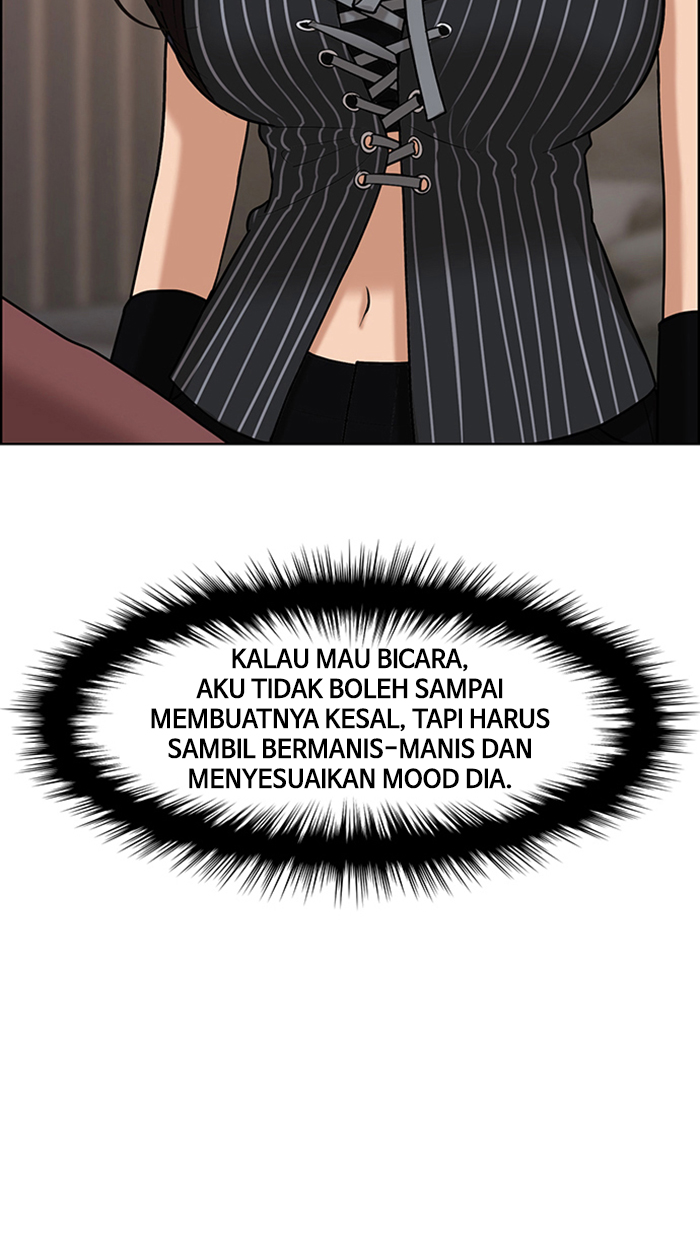 KALAU MAU BICARA,
AKU TIDAK BOLEH SAMPAI
MEMBUATNYA KESAL, TAPI HARUS
SAMBIL BERMANIS-MANIS DAN
MENYESUAIKAN MOOD DIA.